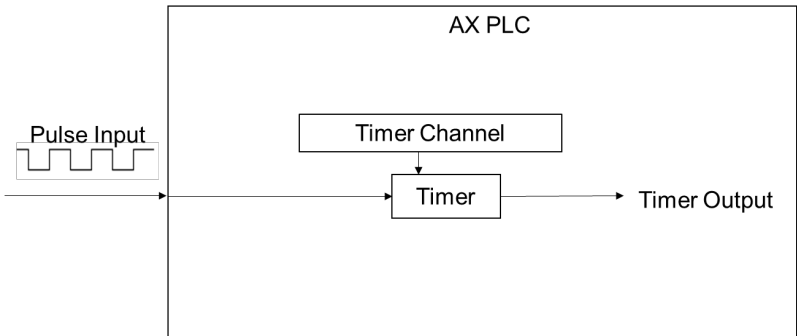 AX PLC
Pulse Input
Timer Channel
Timer
Timer Output